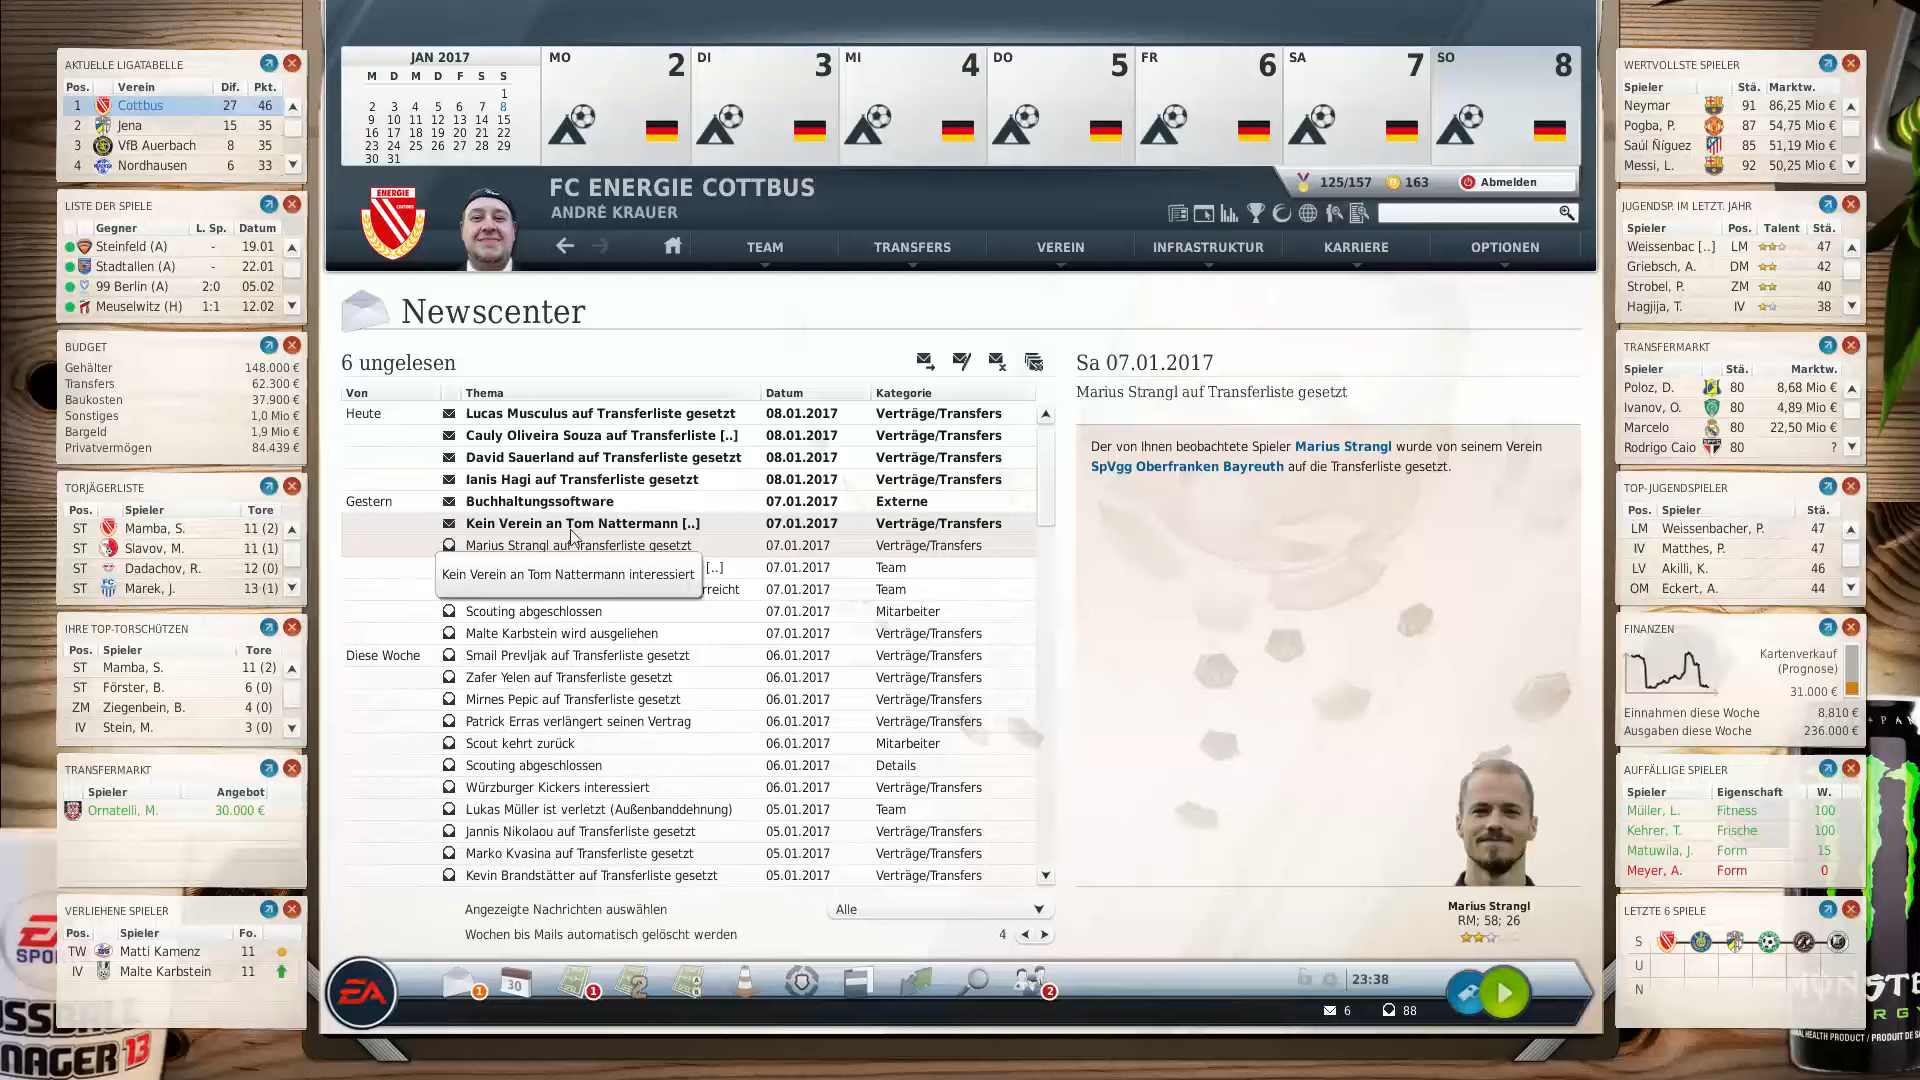 AKTUELLE LIGATABELLE
Pos. Verein Dif. Pkt.
1 Cottbus 27 46
2 Jena 15 35
3 VfB Auerbach 8 35
4 Nordhausen 6 33
LISTE DER SPIELE
Gegner L. Sp. Datum
Steinfeld (A) - 19.01
Stadtallen (A) - 22.01
99 Berlin (A) 2:0 05.02
Meuselwitz (H) 1:1 12.02
BUDGET
Gehälter 148.000 €
Transfers 62.300 €
Baukosten 37.900 €
Sonstiges 1,0 Mio €
Bargeld 1,9 Mio €
Privatvermögen 84.439 €
TORJÄGERLISTE
Pos. Spieler Tore
ST Mamba, S. 11 (2)
ST Slavov, M. 11 (1)
ST Dadachov, R. 12 (0)
ST Marek, J. 13 (1)
IHRE TOP-TORSCHÜTZEN
Pos. Spieler Tore
ST Mamba, S. 11 (2)
ST Förster, B. 6 (0)
ZM Ziegenbein, B. 4 (0)
IV Stein, M. 3 (0)
TRANSFERMARKT
Spieler Angebot
Ornatelli, M. 30.000 €
VERLIEHENE SPIELER
Pos. Spieler Fo.
TW Matti Kamenz 11
IV Malte Karbstein 11
JAN 2017
M D M D F S S
1
2 3 4 5 6 7 8
9 10 11 12 13 14 15
16 17 18 19 20 21 22
23 24 25 26 27 28 29
30 31
MO 2 DI 3 MI 4 DO 5 FR 6 SA 7 SO 8
ENERGIE
COTTBUS
FC ENERGIE COTTBUS
ANDRÉ KRAUER
125/157 163 Abmelden
TEAM TRANSFERS VEREIN INFRASTRUKTUR KARRIERE OPTIONEN
Newscenter
6 ungelesen
Von Thema Datum Kategorie
Heute Lucas Musculus auf Transferliste gesetzt 08.01.2017 Verträge/Transfers
Cauly Oliveira Souza auf Transferliste [..] 08.01.2017 Verträge/Transfers
David Sauerland auf Transferliste gesetzt 08.01.2017 Verträge/Transfers
Ianis Hagi auf Transferliste gesetzt 08.01.2017 Verträge/Transfers
Gestern Buchhaltungssoftware 07.01.2017 Externe
Kein Verein an Tom Nattermann [..] 07.01.2017 Verträge/Transfers
Marius Strangl auf Transferliste gesetzt 07.01.2017 Verträge/Transfers
[..] 07.01.2017 Team
Kein Verein an Tom Nattermann interessiert
rreicht 07.01.2017 Team
Scouting abgeschlossen 07.01.2017 Mitarbeiter
Malte Karbstein wird ausgeliehen 07.01.2017 Verträge/Transfers
Diese Woche Smail Prevljak auf Transferliste gesetzt 06.01.2017 Verträge/Transfers
Zafer Yelen auf Transferliste gesetzt 06.01.2017 Verträge/Transfers
Mirnes Pepic auf Transferliste gesetzt 06.01.2017 Verträge/Transfers
Patrick Erras verlängert seinen Vertrag 06.01.2017 Verträge/Transfers
Scout kehrt zurück 06.01.2017 Mitarbeiter
Scouting abgeschlossen 06.01.2017 Details
Würzburger Kickers interessiert 06.01.2017 Verträge/Transfers
Lukas Müller ist verletzt (Außenbanddehnung) 05.01.2017 Team
Jannis Nikolaou auf Transferliste gesetzt 05.01.2017 Verträge/Transfers
Marko Kvasina auf Transferliste gesetzt 05.01.2017 Verträge/Transfers
Kevin Brandstätter auf Transferliste gesetzt 05.01.2017 Verträge/Transfers
Angezeigte Nachrichten auswählen Alle
Wochen bis Mails automatisch gelöscht werden 4
Sa 07.01.2017
Marius Strangl auf Transferliste gesetzt
Der von Ihnen beobachtete Spieler Marius Strangl wurde von seinem Verein
SpVgg Oberfranken Bayreuth auf die Transferliste gesetzt.
Marius Strangl
RM; 58; 26
EA 1 30 1 2 2 23:38
6 88
WERTVOLLSTE SPIELER
Spieler Stä. Marktw.
Neymar 91 86,25 Mio €
Pogba, P. 87 54,75 Mio €
Saúl Ñíguez 85 51,19 Mio €
Messi, L. 92 50,25 Mio €
JUGENDSP. IM LETZT. JAHR
Spieler Pos. Talent Stä.
Weissenbac [..] LM 47
Griebsch, A. DM 42
Strobel, P. ZM 40
Hagjija, T. IV 38
TRANSFERMARKT
Spieler Stä. Marktw.
Poloz, D. 80 8,68 Mio €
Ivanov, O. 80 4,89 Mio €
Marcelo 80 22,50 Mio €
Rodrigo Caio 80 ?
TOP-JUGENDSPIELER
Pos. Spieler Stä.
LM Weissenbacher, P. 47
IV Matthes, P. 47
LV Akilli, K. 46
OM Eckert, A. 44
FINANZEN
Kartenverkauf
(Prognose)
31.000 €
Einnahmen diese Woche 8.810 €
Ausgaben diese Woche 236.000 €
AUFFÄLLIGE SPIELER
Spieler Eigenschaft W.
Müller, L. Fitness 100
Kehrer, T. Frische 100
Matuwila, J. Form 15
Meyer, A. Form 0
LETZTE 6 SPIELE
S
U
N